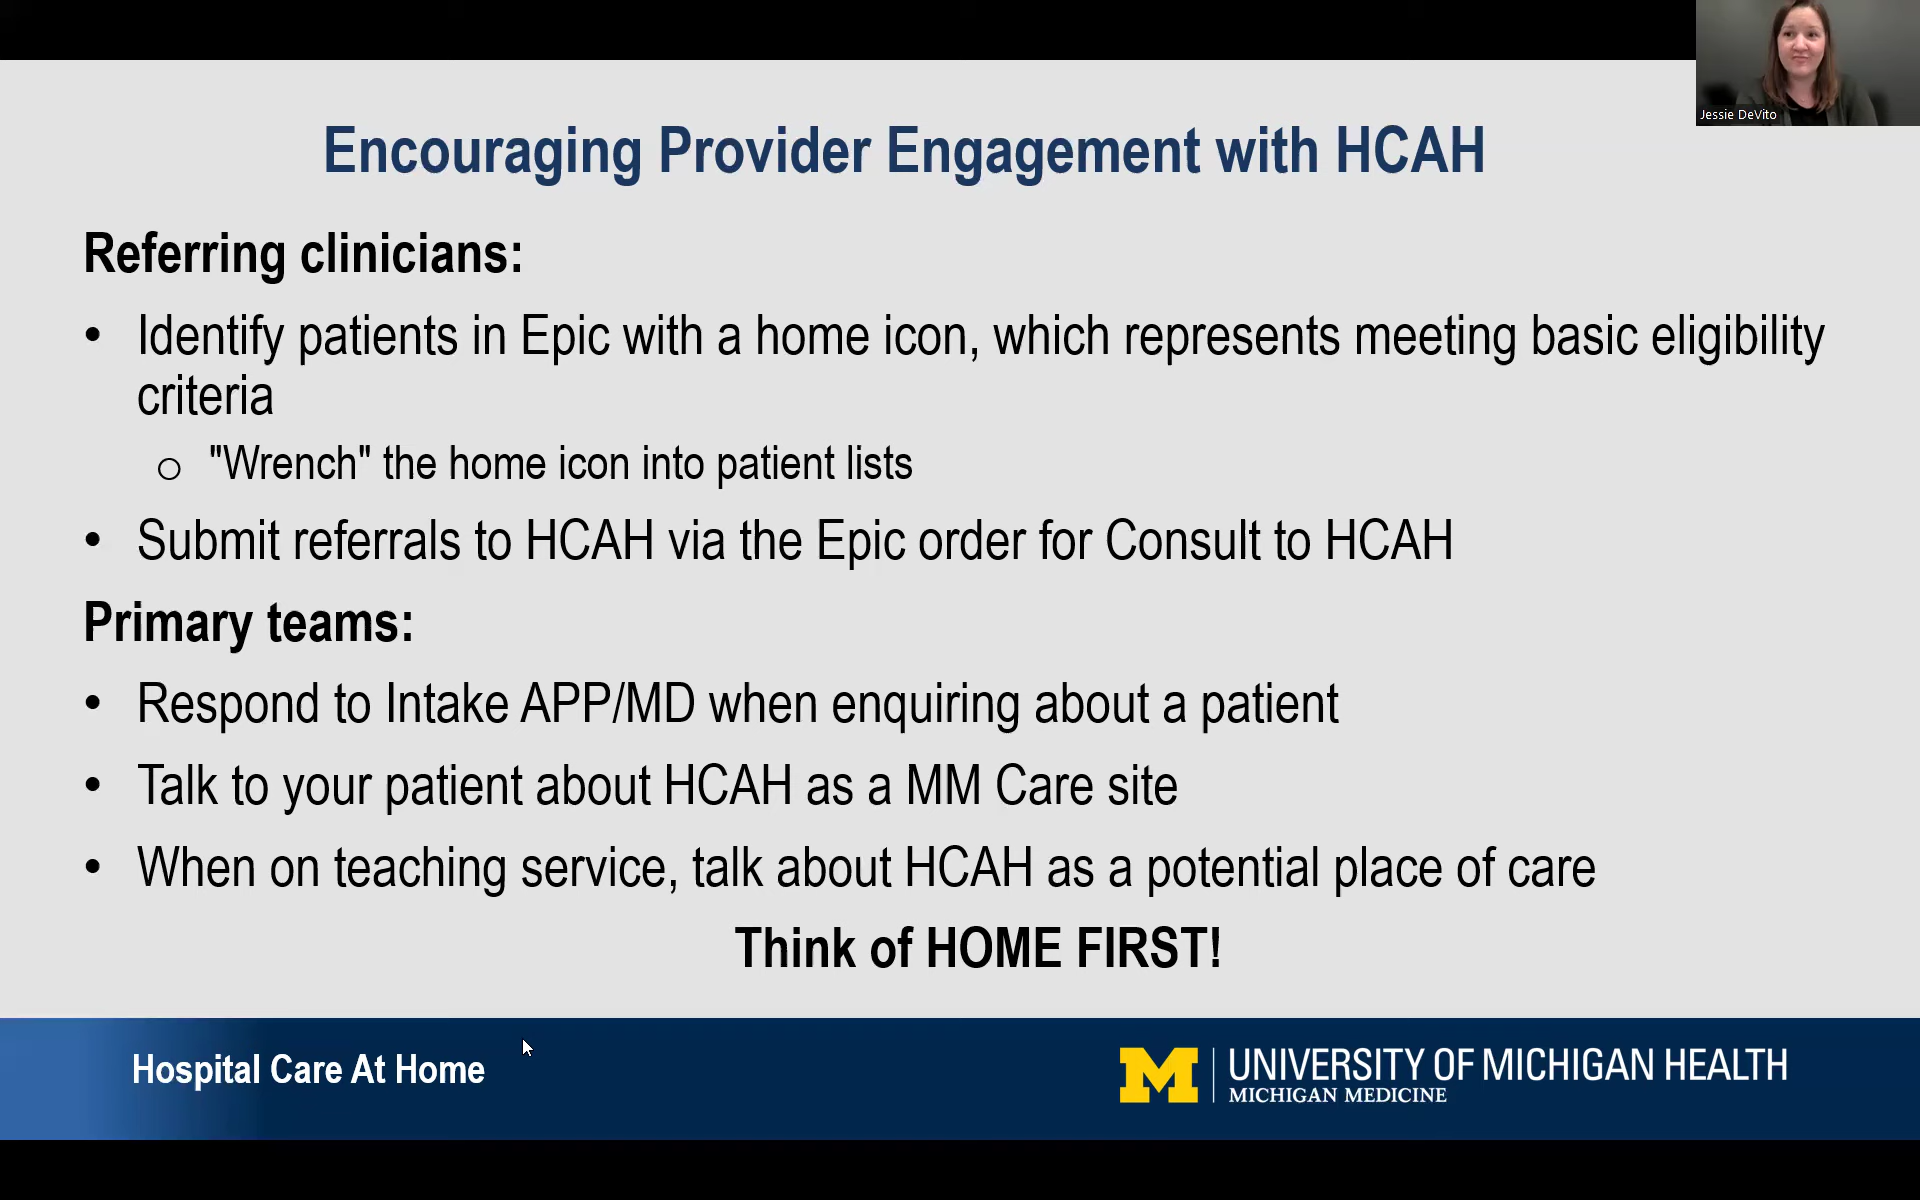 Jessie DeVito
Encouraging Provider Engagement with HCAH
Referring clinicians:
• Identify patients in Epic with a home icon, which represents meeting basic eligibility
criteria
o "Wrench" the home icon into patient lists
• Submit referrals to HCAH via the Epic order for Consult to HCAH
Primary teams:
• Respond to Intake APP/MD when enquiring about a patient
• Talk to your patient about HCAH as a MM Care site
• When on teaching service, talk about HCAH as a potential place of care
Think of HOME FIRST!
Hospital Care At Home
M UNIVERSITY OF MICHIGAN HEALTH
MICHIGAN MEDICINE